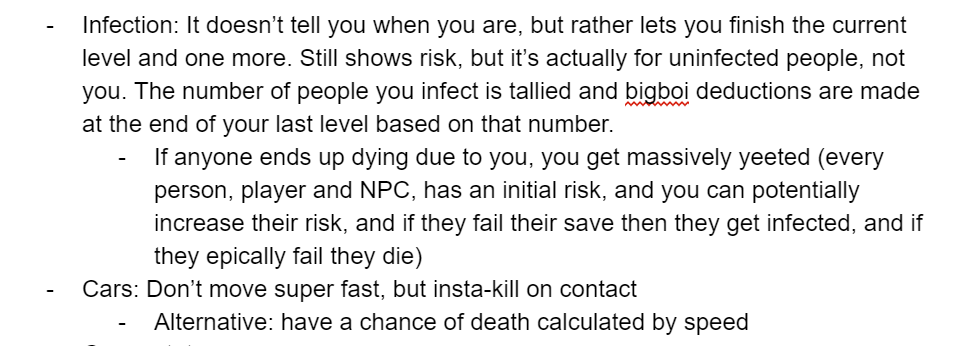 - Infection: It doesn’t tell you when you are, but rather lets you finish the current
level and one more. Still shows risk, but it’s actually for uninfected people, not
you. The number of people you infect is tallied and bigboi deductions are made
at the end of your last level based on that number.
- If anyone ends up dying due to you, you get massively yeeted (every
person, player and NPC, has an initial risk, and you can potentially
increase their risk, and if they fail their save then they get infected, and if
they epically fail they die)
- Cars: Don’t move super fast, but insta-kill on contact
- Alternative: have a chance of death calculated by speed